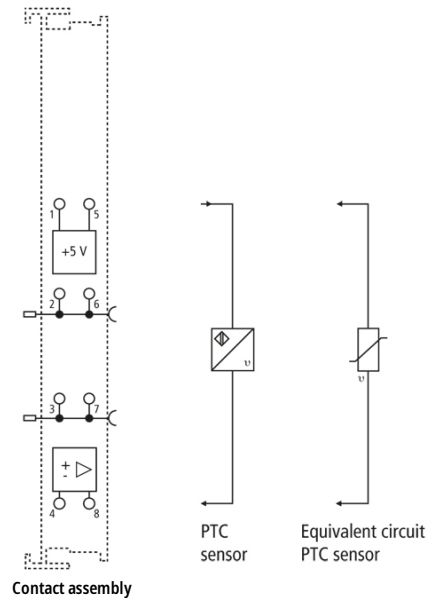 1
5
+5 V
2
6
3
7
+
-
4
8
υ
υ
PTC
sensor
Equivalent circuit
PTC sensor
Contact assembly